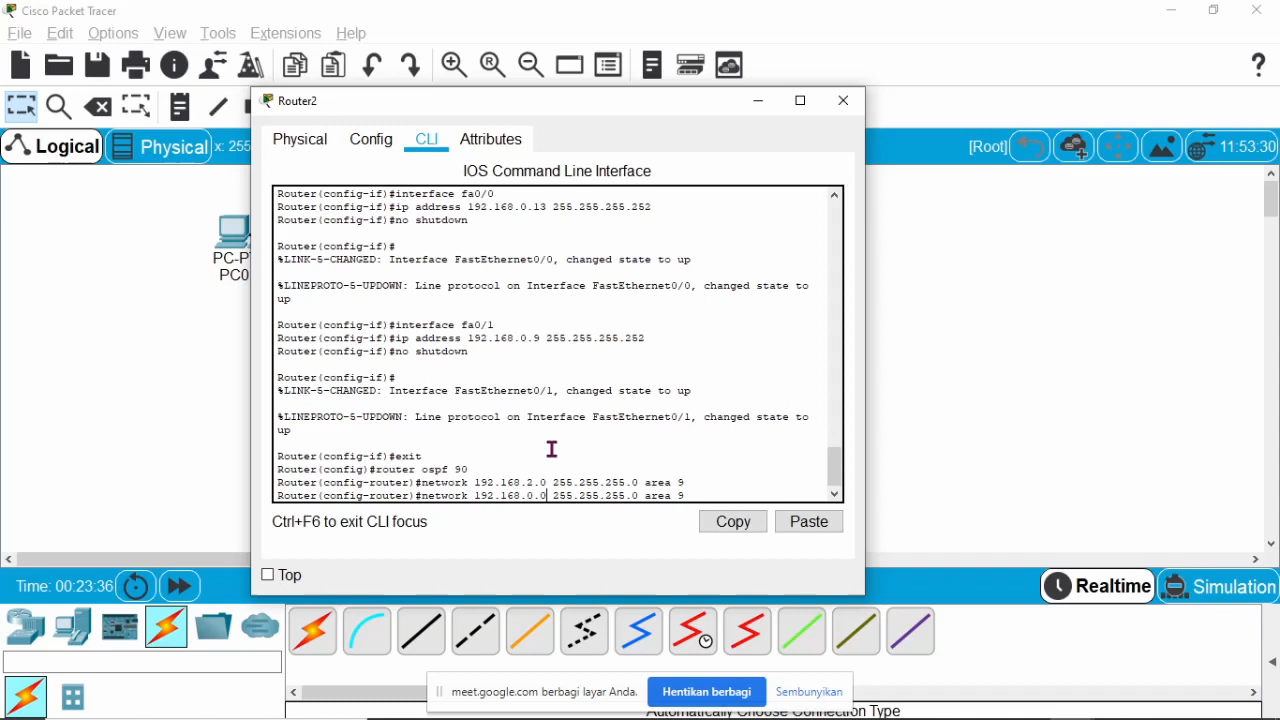 Cisco Packet Tracer
File Edit Options View Tools Extensions Help
Router2
Logical
Physical
x: 255
[Root]
11:53:30
Physical Config CLI Attributes
IOS Command Line Interface
Router(config-if)#interface fa0/0
Router(config-if)#ip address 192.168.0.13 255.255.255.252
Router(config-if)#no shutdown
Router(config-if)#
%LINK-5-CHANGED: Interface FastEthernet0/0, changed state to up
%LINEPROTO-5-UPDOWN: Line protocol on Interface FastEthernet0/0, changed state to
up
Router(config-if)#interface fa0/1
Router(config-if)#ip address 192.168.0.9 255.255.255.252
Router(config-if)#no shutdown
Router(config-if)#
%LINK-5-CHANGED: Interface FastEthernet0/1, changed state to up
%LINEPROTO-5-UPDOWN: Line protocol on Interface FastEthernet0/1, changed state to
up
Router(config-if)#exit
Router(config)#router ospf 90
Router(config-router)#network 192.168.2.0 255.255.255.0 area 9
Router(config-router)#network 192.168.0.0 255.255.255.0 area 9
PC-P
PC0
Ctrl+F6 to exit CLI focus
Copy
Paste
Top
Time: 00:23:36
Realtime
Simulation
meet.google.com berbagi layar Anda.
Hentikan berbagi
Sembunyikan
Automatically Choose Connection Type